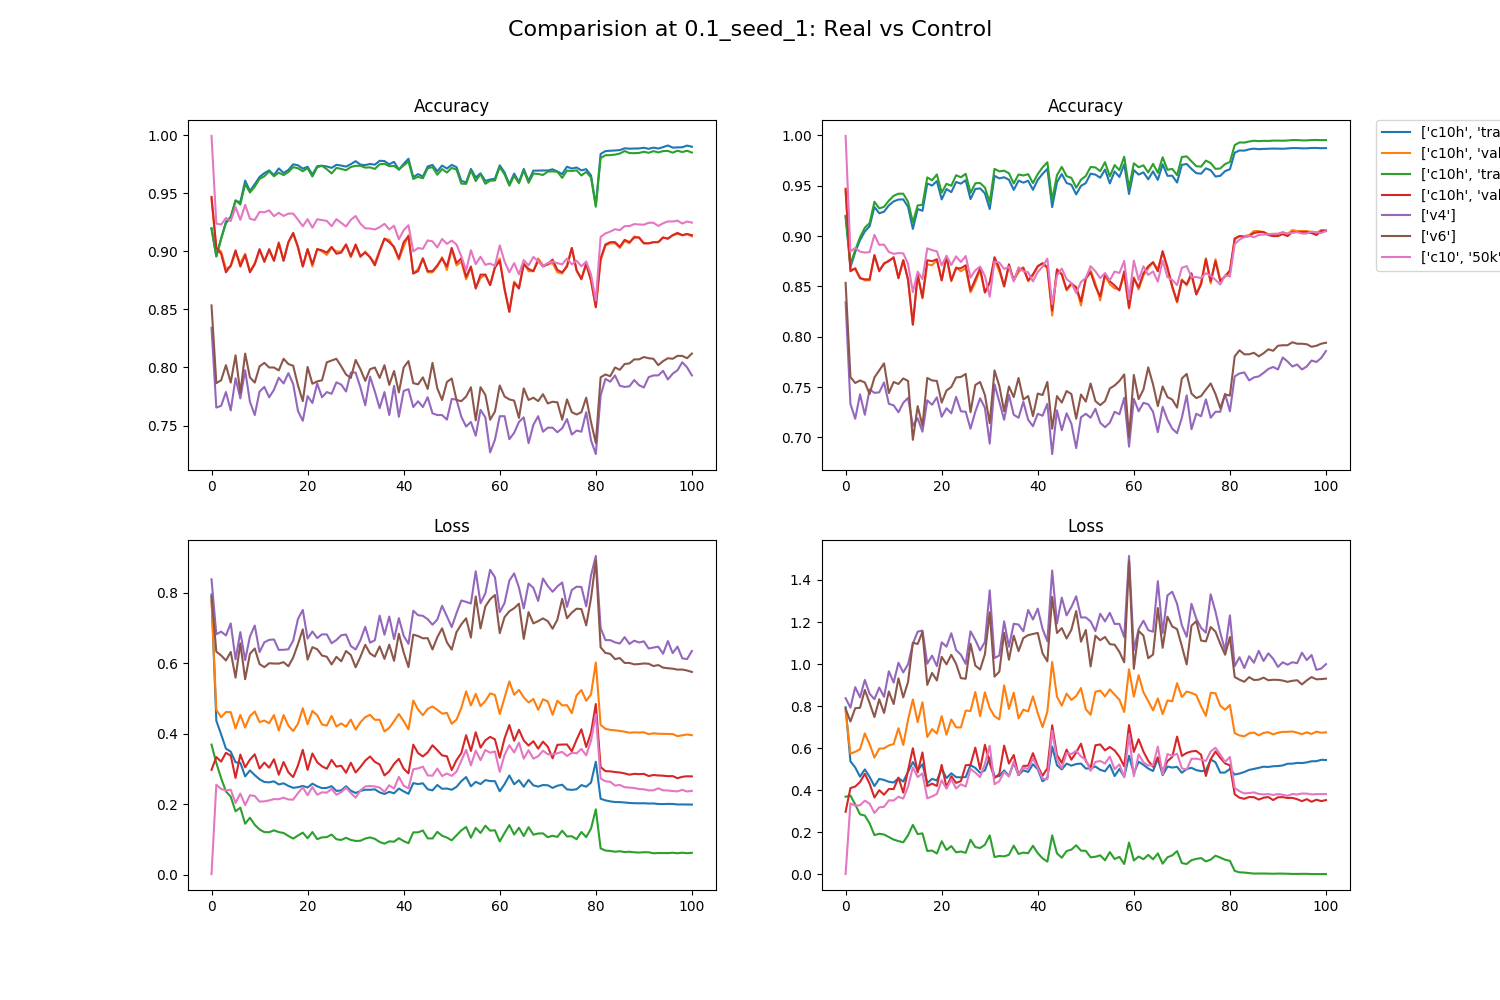 Comparision at 0.1_seed_1: Real vs Control
Accuracy
1.00
0.95
0.90
0.85
0.80
0.75
0 20 40 60 80 100
Accuracy
1.00
0.95
0.90
0.85
0.80
0.75
0.70
0 20 40 60 80 100
['c10h', 'tra
['c10h', 'val
['c10h', 'tra
['c10h', 'val
['v4']
['v6']
['c10', '50k'
Loss
0.8
0.6
0.4
0.2
0.0
0 20 40 60 80 100
Loss
1.4
1.2
1.0
0.8
0.6
0.4
0.2
0.0
0 20 40 60 80 100